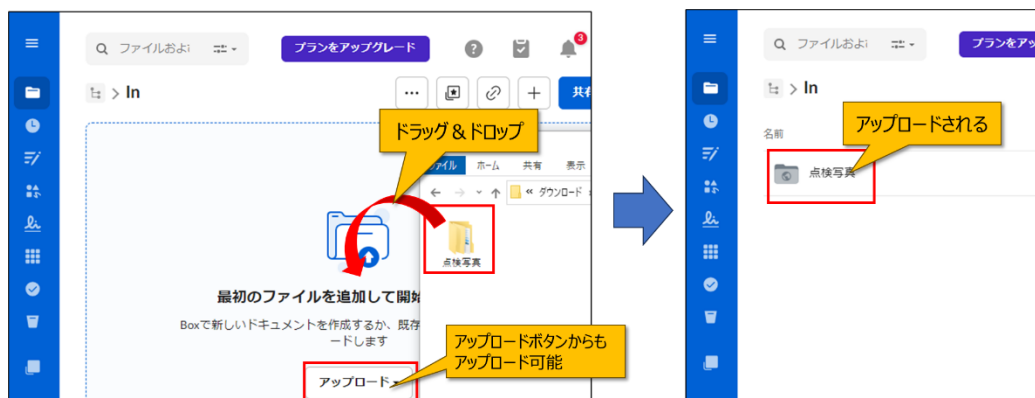 ファイルおよ
プランをアップグレード
3
> In
共有
ドラッグ＆ドロップ
ファイル ホーム 共有 表示
« ダウンロード
点検写真
最初のファイルを追加して開始
Boxで新しいドキュメントを作成するか、既存
ードします
アップロードボタンからも
アップロード可能
アップロード
ファイルおよ
プランをアッ
> In
名前
アップロードされる
点検写真